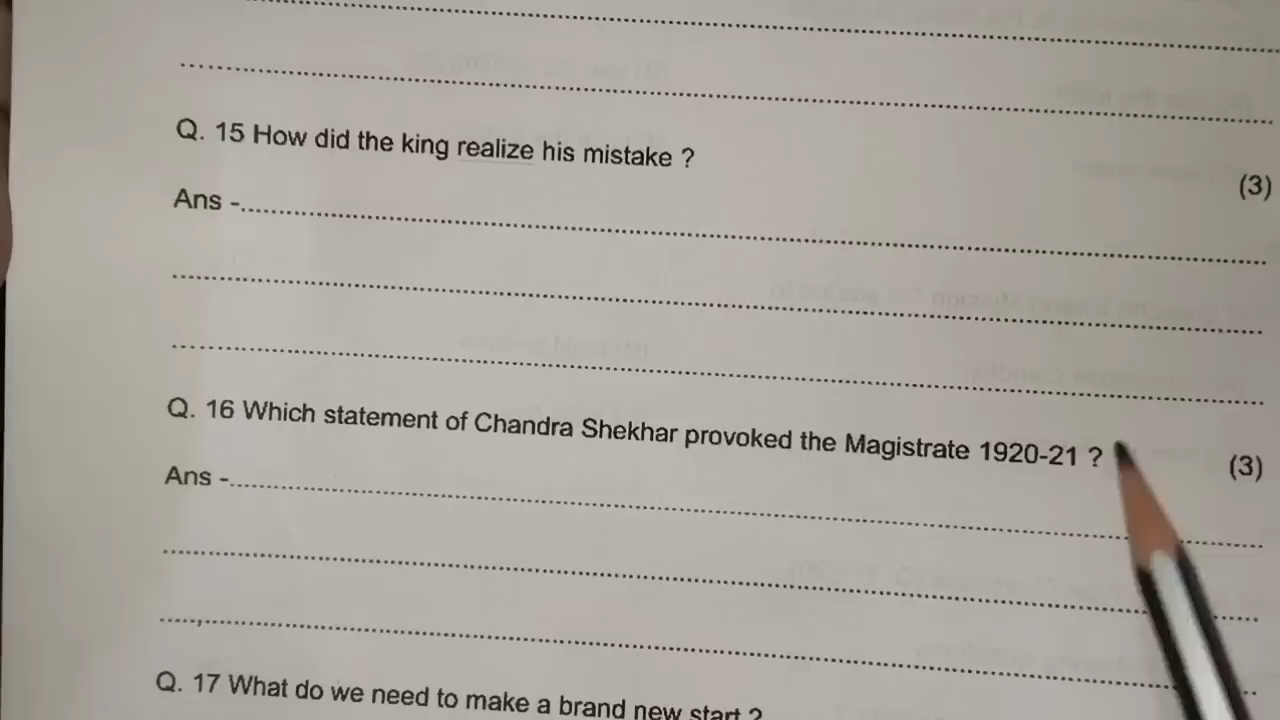 Q. 15 How did the king realize his mistake ?
(3)
Ans -
Q. 16 Which statement of Chandra Shekhar provoked the Magistrate 1920-21 ?
(3)
Ans -
Q. 17 What do we need to make a brand new start ?